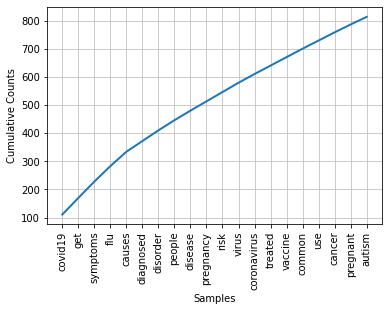 800
700
600
500
400
300
200
100
Cumulative Counts
covid19
get
symptoms
flu
causes
diagnosed
disorder
people
disease
pregnancy
risk
virus
coronavirus
treated
vaccine
common
use
cancer
pregnant
autism
Samples